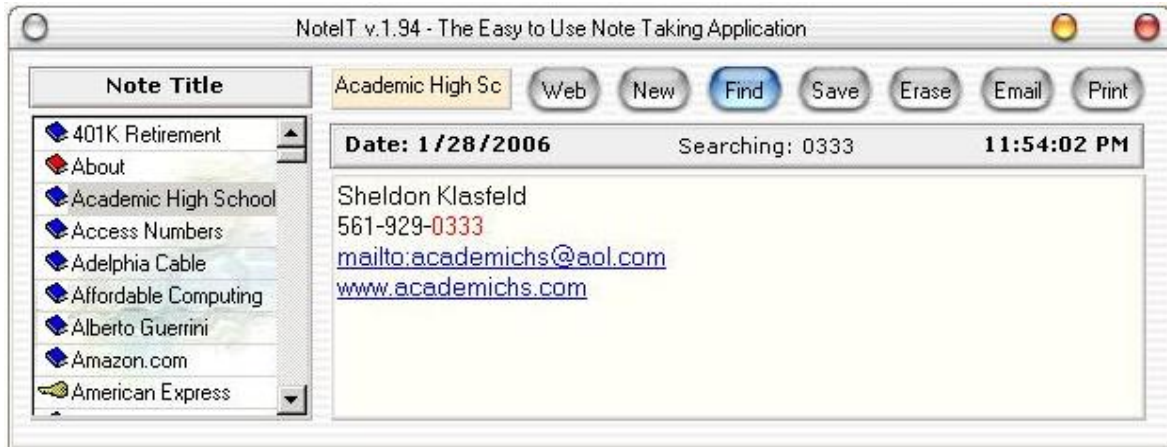 NoteIT v.1.94 - The Easy to Use Note Taking Application
Note Title
Academic High Sc
Web
New
Find
Save
Erase
Email
Print
401K Retirement
About
Academic High School
Access Numbers
Adelphia Cable
Affordable Computing
Alberto Guerrini
Amazon.com
American Express
Date: 1/28/2006 Searching: 0333 11:54:02 PM
Sheldon Klasfeld
561-929-0333
mailto:academichs@aol.com
www.academichs.com